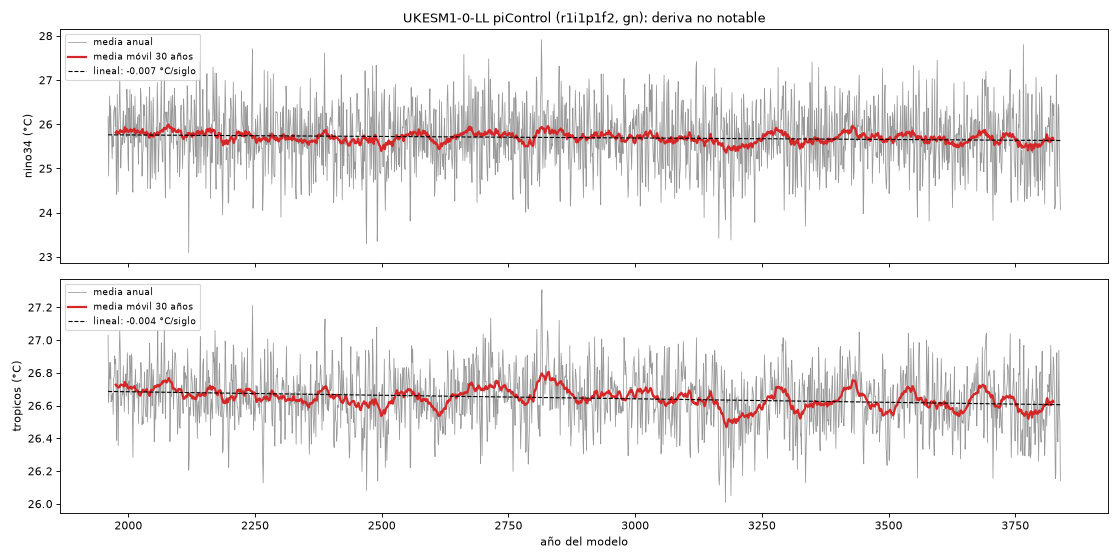 UKESM1-0-LL piControl (r1i1p1f2, gn): deriva no notable
28
27
26
25
24
23
nino34 (°C)
media anual
media móvil 30 años
lineal: -0.007 °C/siglo
27.2
27.0
26.8
26.6
26.4
26.2
26.0
tropicos (°C)
media anual
media móvil 30 años
lineal: -0.004 °C/siglo
2000 2250 2500 2750 3000 3250 3500 3750
año del modelo